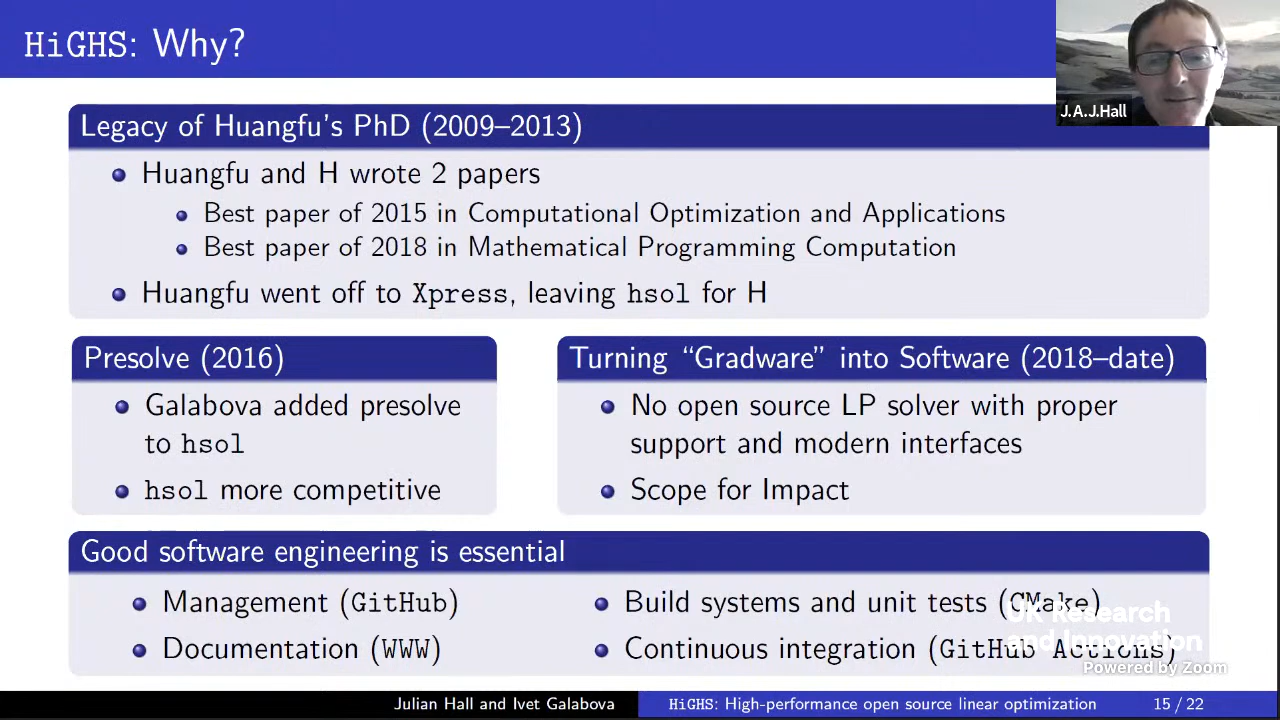 HiGHS: Why?
J.A.J.Hall
Legacy of Huangfu's PhD (2009–2013)
Huangfu and H wrote 2 papers
Best paper of 2015 in Computational Optimization and Applications
Best paper of 2018 in Mathematical Programming Computation
Huangfu went off to Xpress, leaving hsol for H
Presolve (2016)
Galabova added presolve
to hsol
hsol more competitive
Turning “Gradware” into Software (2018–date)
No open source LP solver with proper
support and modern interfaces
Scope for Impact
Good software engineering is essential
Management (GitHub)
Documentation (WWW)
Build systems and unit tests (CMake)
Continuous integration (GitHub Actions)
UK Research
and Innovation
Powered by Zoom
Julian Hall and Ivet Galabova
HiGHS: High-performance open source linear optimization
15 / 22